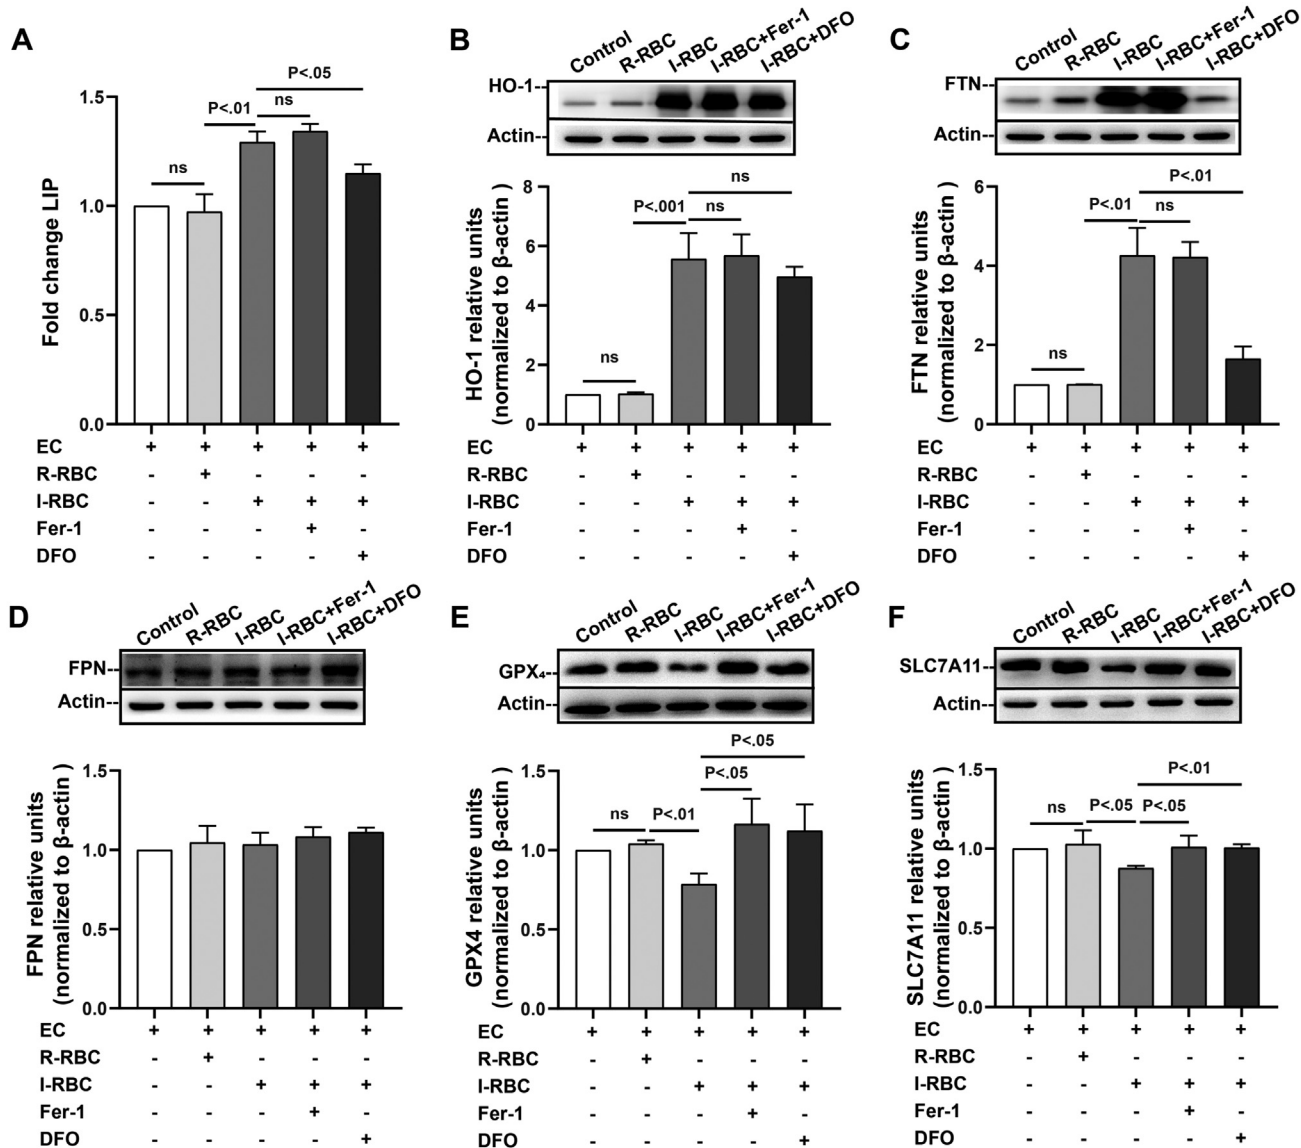 A
Fold change LIP
1.5
1.0
0.5
0.0
ns
P<.01
ns
P<.05
EC + + + + +
R-RBC - + - - -
I-RBC - - + + +
Fer-1 - - - + -
DFO - - - - +
B
Control R-RBC I-RBC I-RBC+Fer-1 I-RBC+DFO
HO-1--
Actin--
HO-1 relative units
(normalized to β-actin )
8
6
4
2
0
ns
P<.001
ns
ns
EC + + + + +
R-RBC - + - - -
I-RBC - - + + +
Fer-1 - - - + -
DFO - - - - +
C
Control R-RBC I-RBC I-RBC+Fer-1 I-RBC+DFO
FTN--
Actin--
FTN relative units
(normalized to β-actin )
6
4
2
0
ns
P<.01
ns
P<.01
EC + + + + +
R-RBC - + - - -
I-RBC - - + + +
Fer-1 - - - + -
DFO - - - - +
D
Control R-RBC I-RBC I-RBC+Fer-1 I-RBC+DFO
FPN--
Actin--
FPN relative units
(normalized to β-actin )
1.5
1.0
0.5
0.0
EC + + + + +
R-RBC - + - - -
I-RBC - - + + +
Fer-1 - - - + -
DFO - - - - +
E
Control R-RBC I-RBC I-RBC+Fer-1 I-RBC+DFO
GPX₄--
Actin--
GPX4 relative units
(normalized to β-actin )
1.5
1.0
0.5
0.0
ns
P<.01
P<.05
P<.05
EC + + + + +
R-RBC - + - - -
I-RBC - - + + +
Fer-1 - - - + -
DFO - - - - +
F
Control R-RBC I-RBC I-RBC+Fer-1 I-RBC+DFO
SLC7A11--
Actin--
SLC7A11 relative units
(normalized to β-actin )
1.5
1.0
0.5
0.0
ns
P<.05
P<.05
P<.01
EC + + + + +
R-RBC - + - - -
I-RBC - - + + +
Fer-1 - - - + -
DFO - - - - +